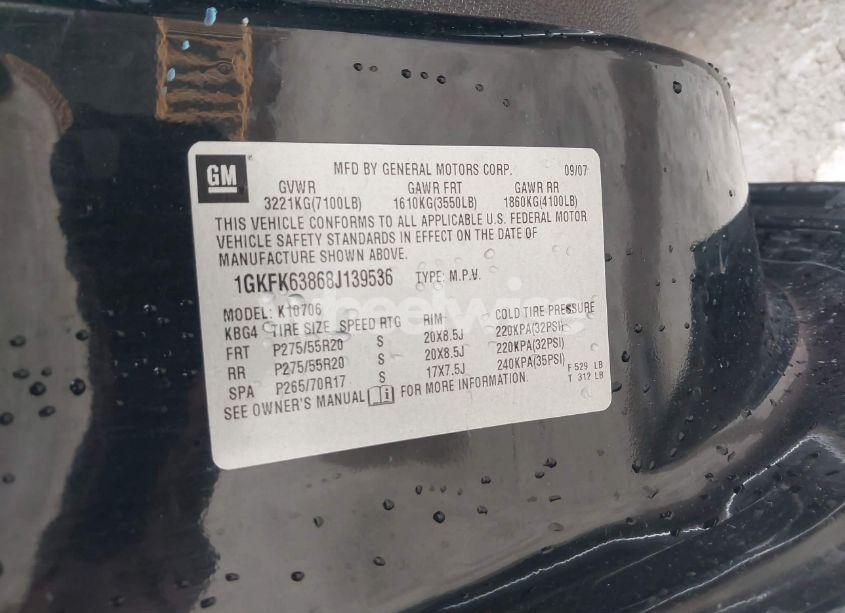 GM
MFD BY GENERAL MOTORS CORP. 09/07
GVWR GAWR FRT GAWR RR
3221KG(7100LB) 1610KG(3550LB) 1860KG(4100LB)
THIS VEHICLE CONFORMS TO ALL APPLICABLE U.S. FEDERAL MOTOR
VEHICLE SAFETY STANDARDS IN EFFECT ON THE DATE OF
MANUFACTURE SHOWN ABOVE.
1GKFK63868J139536 TYPE: M.P.V.
MODEL: K10706
KBG4 TIRE SIZE SPEED RTG RIM COLD TIRE PRESSURE
FRT P275/55R20 S 20X8.5J 220KPA(32PSI)
RR P275/55R20 S 20X8.5J 220KPA(32PSI)
SPA P265/70R17 S 17X7.5J 240KPA(35PSI) F 529 LB
T 312 LB
SEE OWNER'S MANUAL FOR MORE INFORMATION.